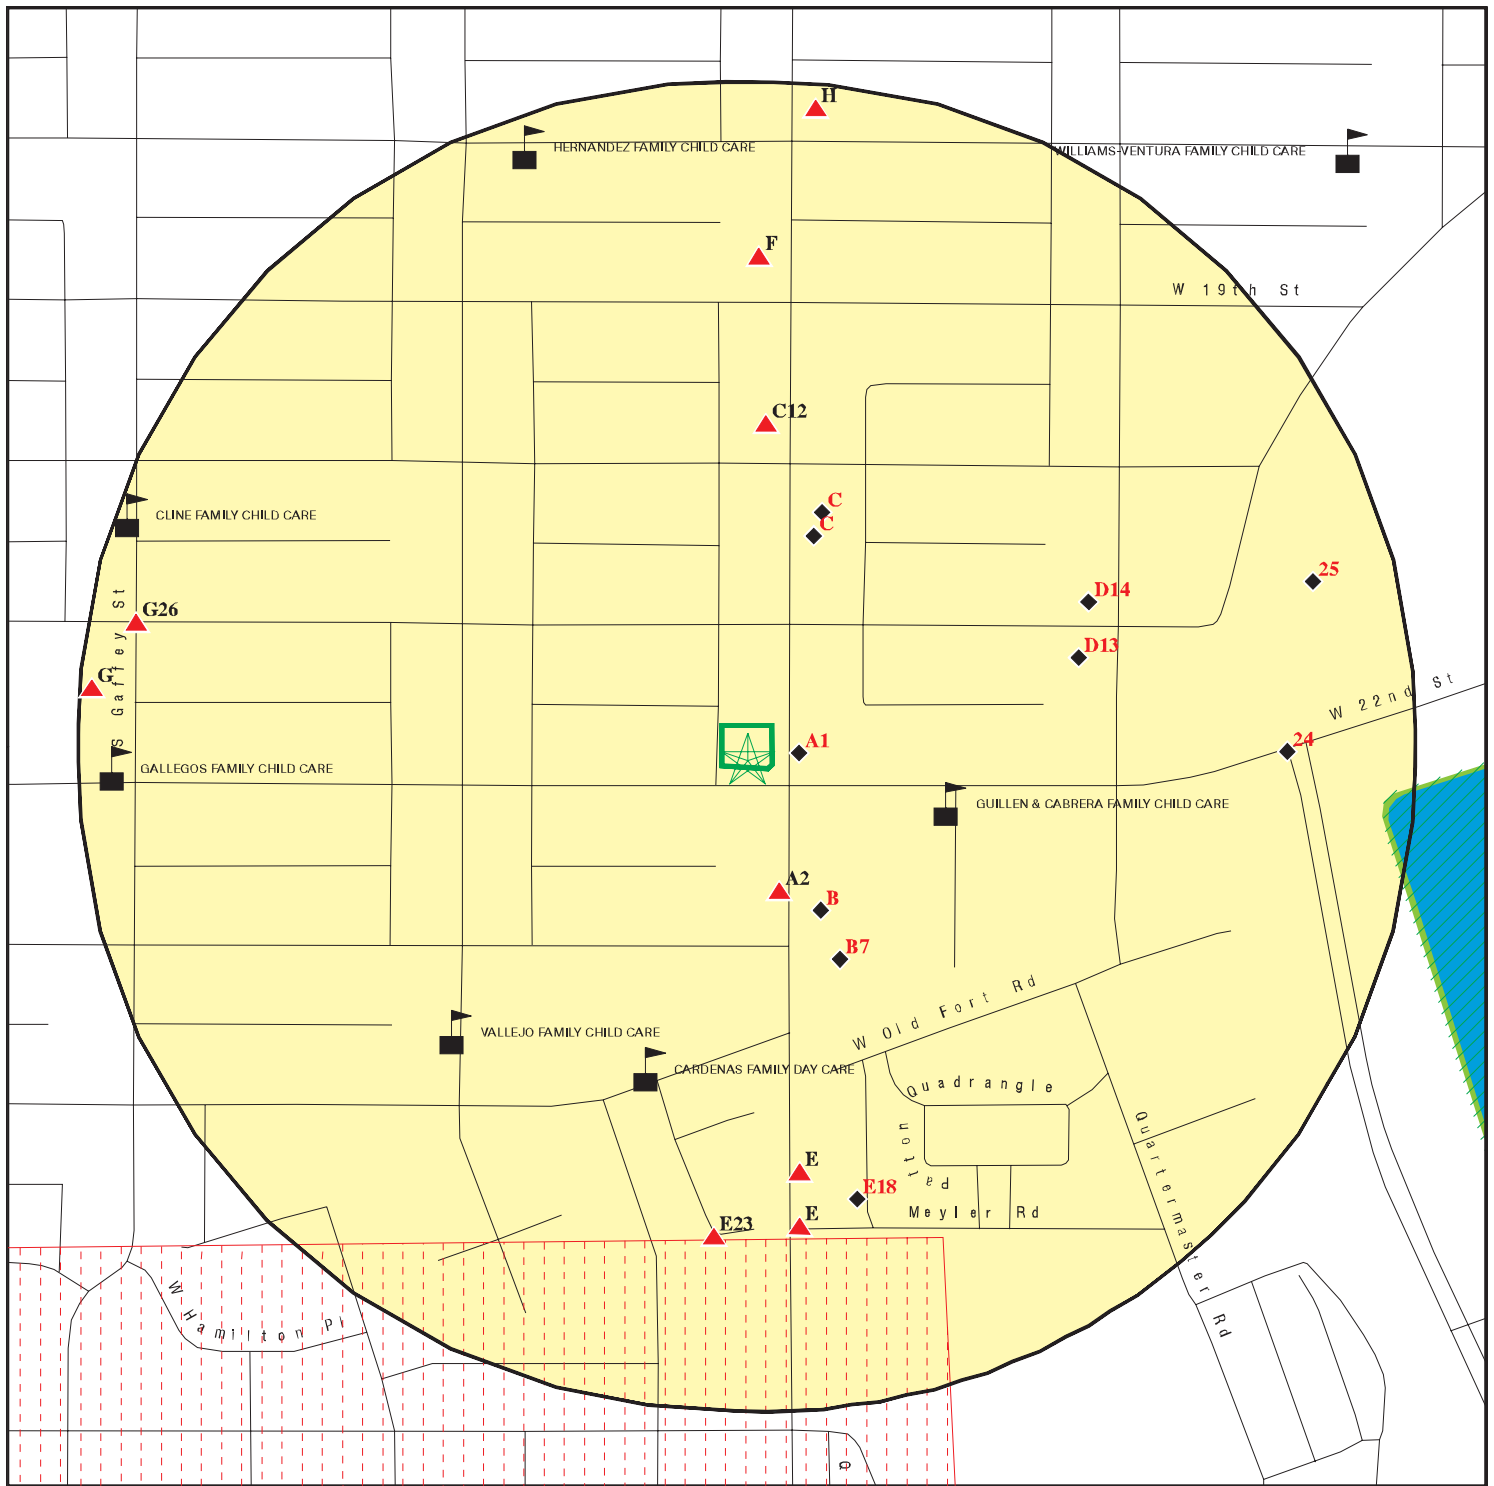 H
HERNANDEZ FAMILY CHILD CARE
WILLIAMS-VENTURA FAMILY CHILD CARE
F
W 19th St
C12
C
CLINE FAMILY CHILD CARE
C
25
D14
G26
S Gaffey St
D13
G
W 22nd St
A1
24
GALLEGOS FAMILY CHILD CARE
GUILLEN & CABRERA FAMILY CHILD CARE
A2
B
B7
W Old Fort Rd
VALLEJO FAMILY CHILD CARE
CARDENAS FAMILY DAY CARE
Quadrangle
Patton
Quartermaster Rd
E
E18
Meyler Rd
E
E23
W Hamilton Pl
G